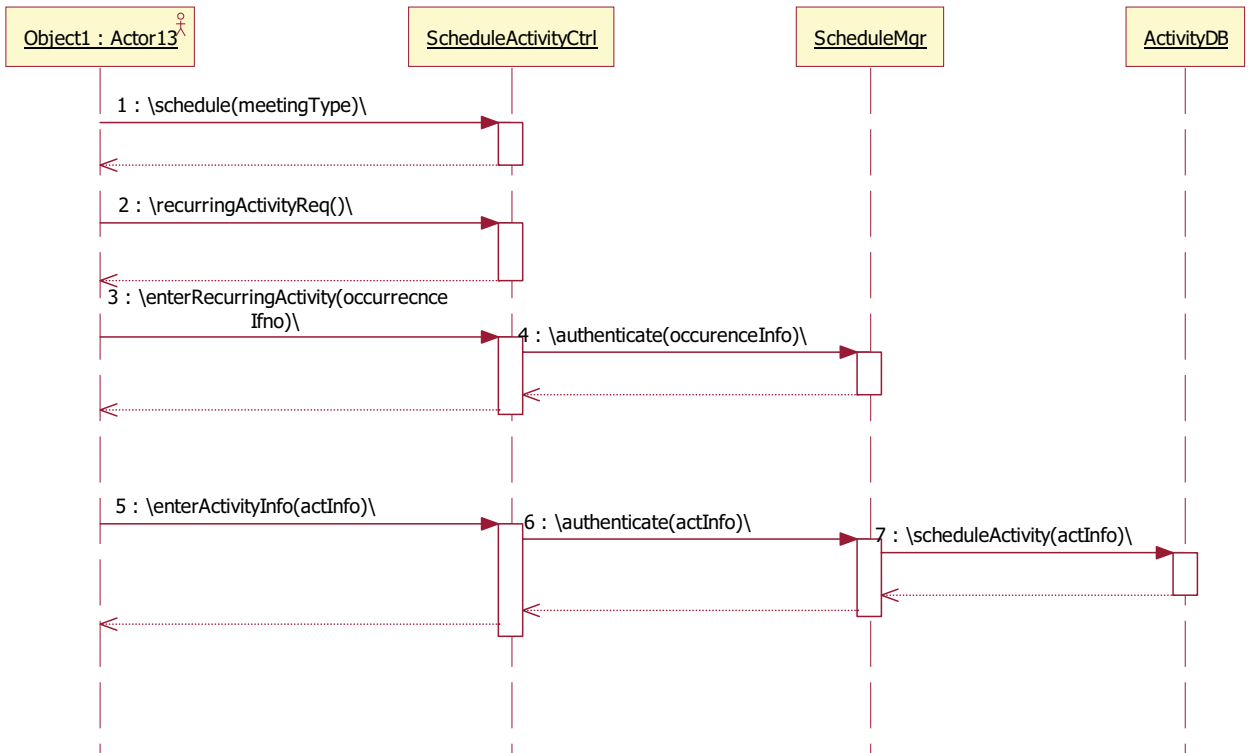 Object1 : Actor13
ScheduleActivityCtrl
ScheduleMgr
ActivityDB
1 : \schedule(meetingType)\
2 : \recurringActivityReq()\
3 : \enterRecurringActivity(occurrecnce
Ifno)\
4 : \authenticate(occurenceInfo)\
5 : \enterActivityInfo(actInfo)\
6 : \authenticate(actInfo)\
7 : \scheduleActivity(actInfo)\